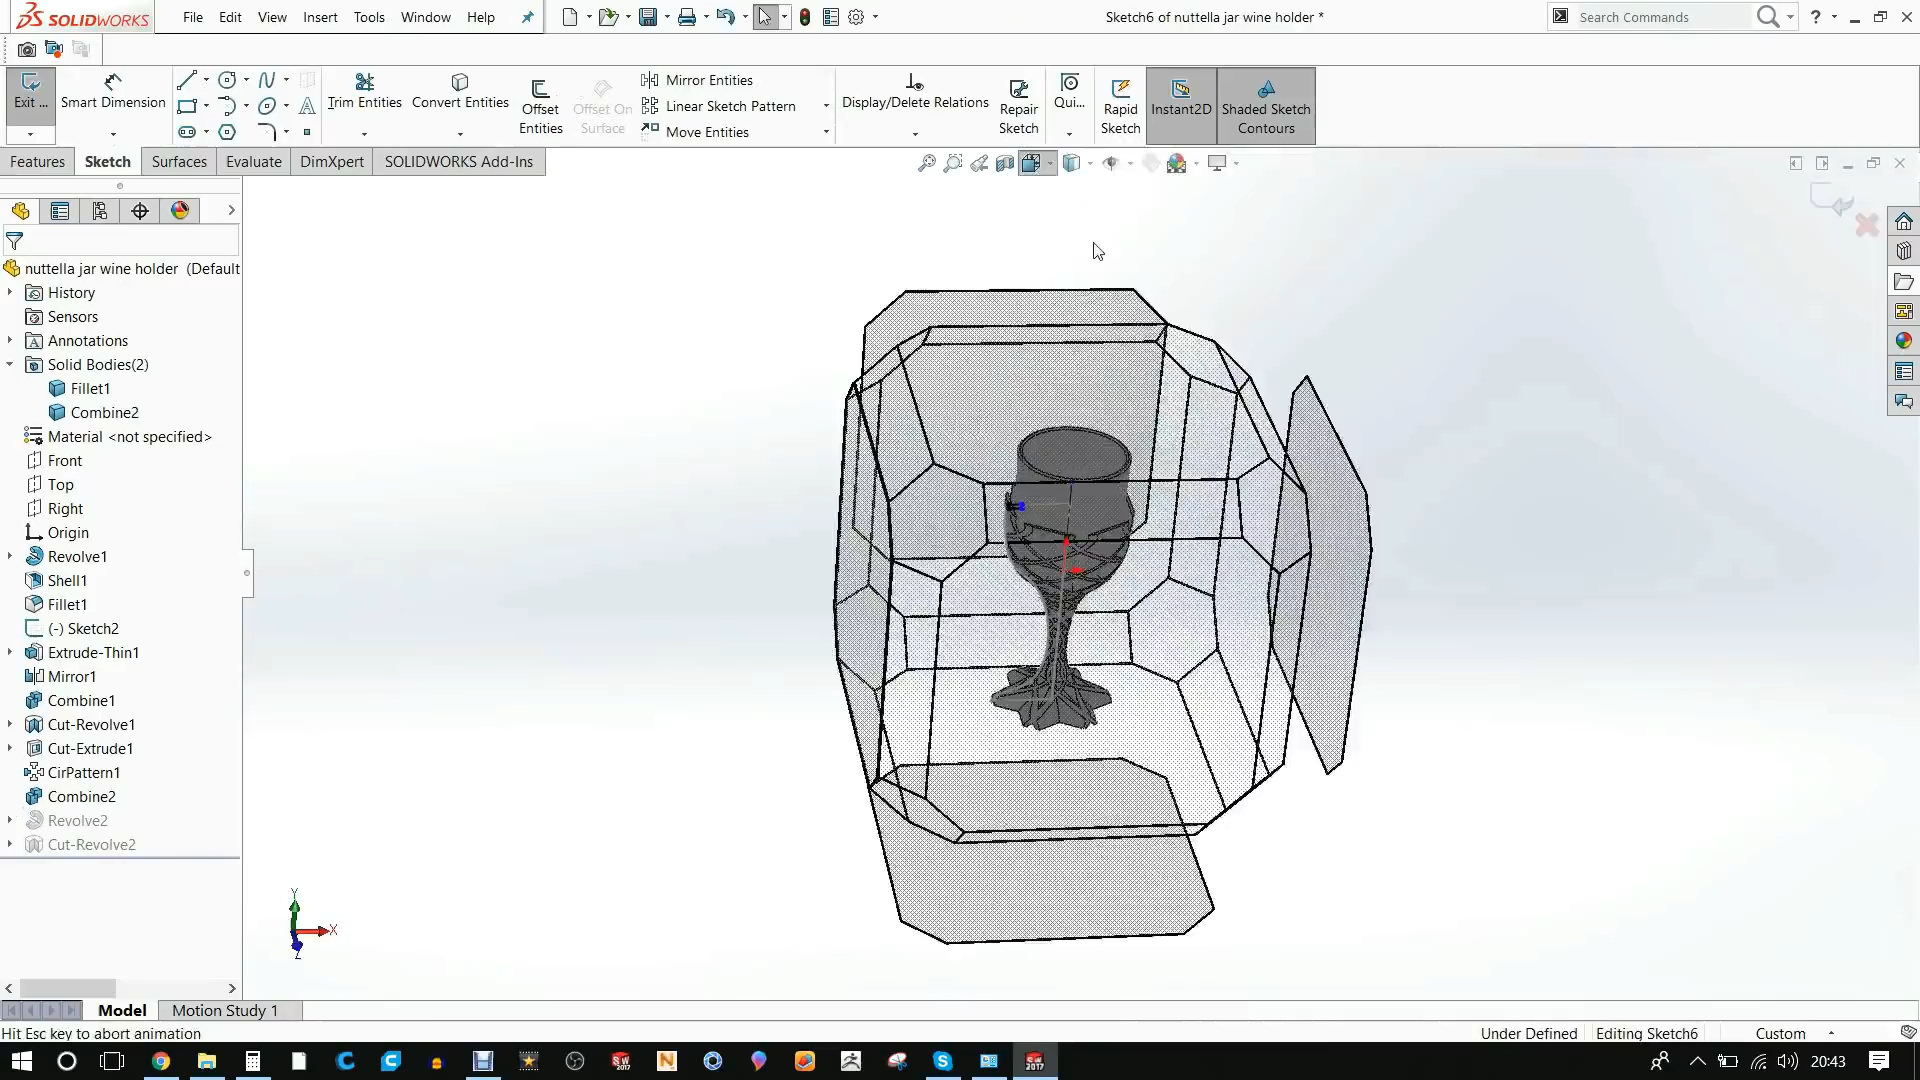 SOLIDWORKS
File Edit View Insert Tools Window Help
Sketch6 of nuttella jar wine holder *
Search Commands
Exit ...
Smart Dimension
Trim Entities
Convert Entities
Offset Entities
Offset On Surface
Mirror Entities
Linear Sketch Pattern
Move Entities
Display/Delete Relations
Repair Sketch
Qui...
Rapid Sketch
Instant2D
Shaded Sketch Contours
Features Sketch Surfaces Evaluate DimXpert SOLIDWORKS Add-Ins
nuttella jar wine holder (Default
History
Sensors
Annotations
Solid Bodies(2)
Fillet1
Combine2
Material <not specified>
Front
Top
Right
Origin
Revolve1
Shell1
Fillet1
(-) Sketch2
Extrude-Thin1
Mirror1
Combine1
Cut-Revolve1
Cut-Extrude1
CirPattern1
Combine2
Revolve2
Cut-Revolve2
Y
X
Z
Model Motion Study 1
Hit Esc key to abort animation
Under Defined Editing Sketch6 Custom
20:43